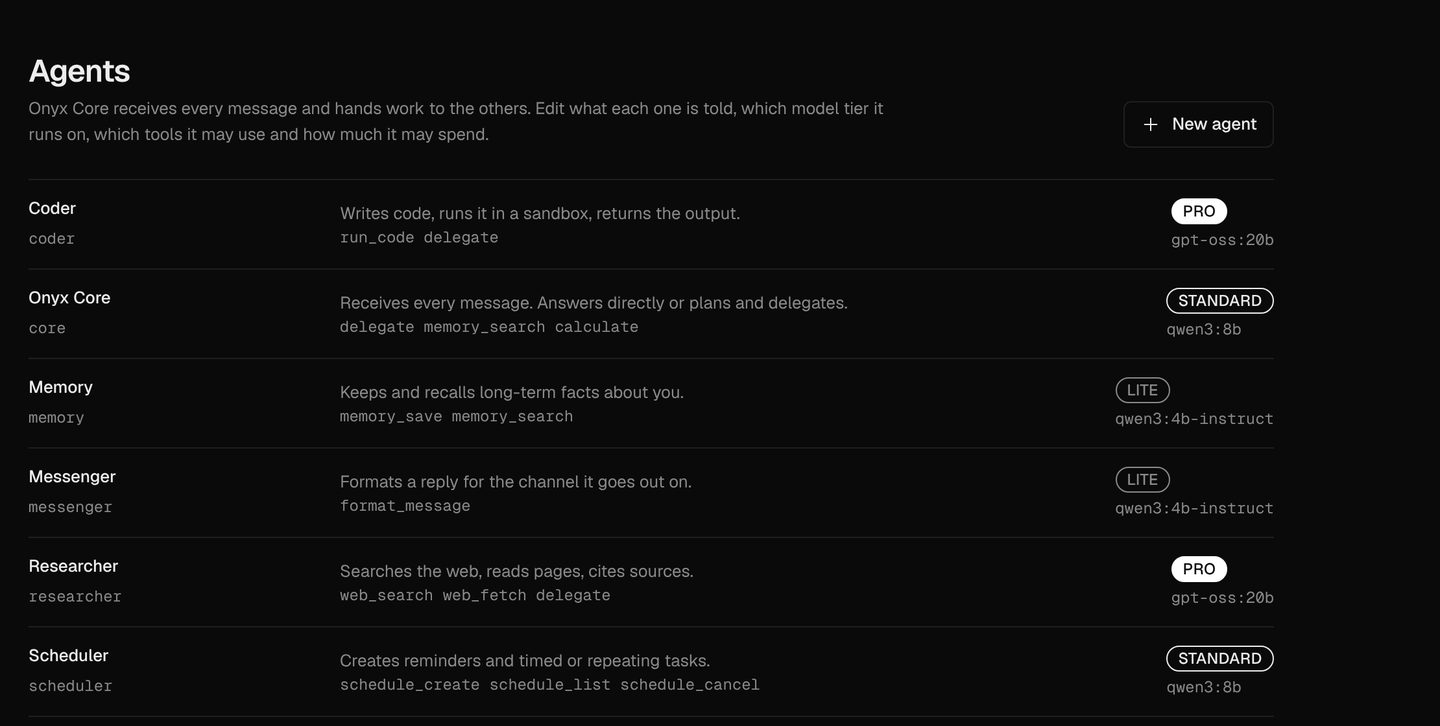 Agents
Onyx Core receives every message and hands work to the others. Edit what each one is told, which model tier it
runs on, which tools it may use and how much it may spend.
+ New agent
Coder
coder
Writes code, runs it in a sandbox, returns the output.
run_code delegate
PRO
gpt-oss:20b
Onyx Core
core
Receives every message. Answers directly or plans and delegates.
delegate memory_search calculate
STANDARD
qwen3:8b
Memory
memory
Keeps and recalls long-term facts about you.
memory_save memory_search
LITE
qwen3:4b-instruct
Messenger
messenger
Formats a reply for the channel it goes out on.
format_message
LITE
qwen3:4b-instruct
Researcher
researcher
Searches the web, reads pages, cites sources.
web_search web_fetch delegate
PRO
gpt-oss:20b
Scheduler
scheduler
Creates reminders and timed or repeating tasks.
schedule_create schedule_list schedule_cancel
STANDARD
qwen3:8b